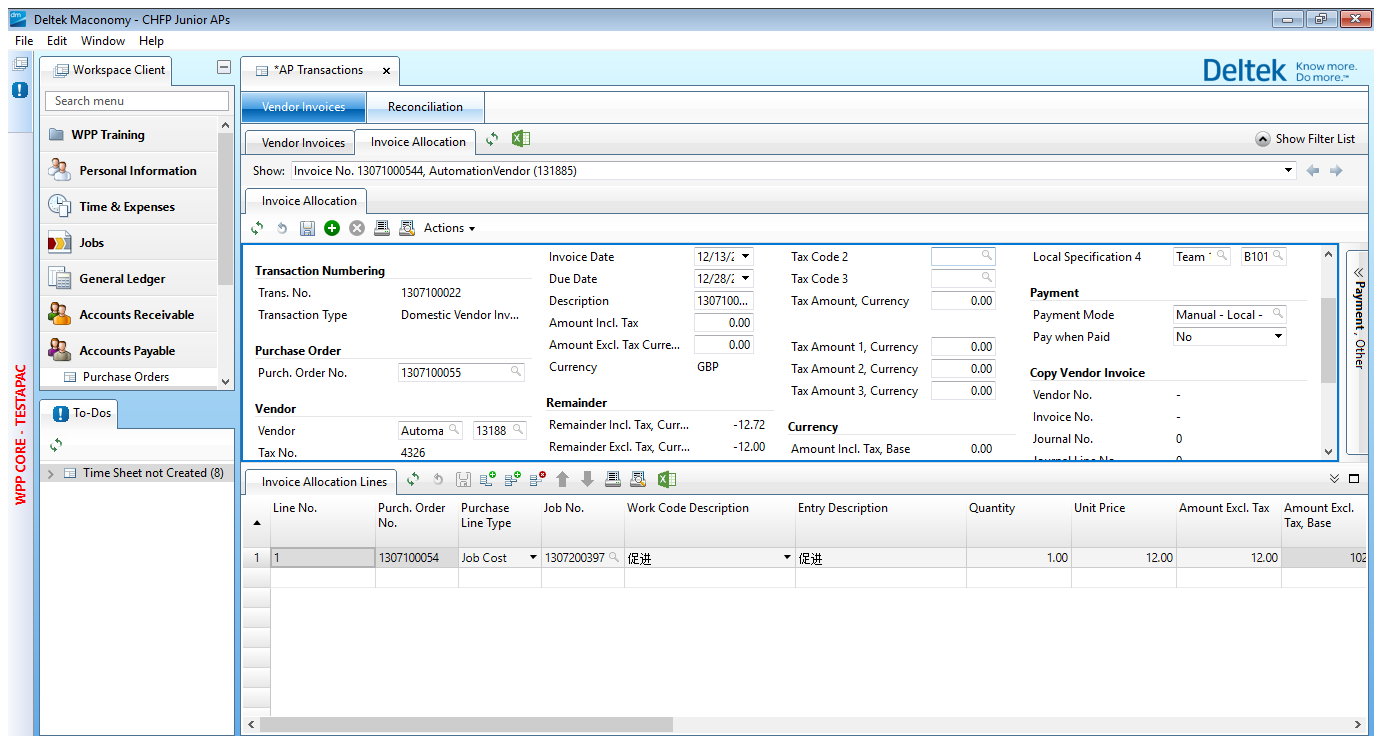 Deltek Maconomy - CHFP Junior APs
File Edit Window Help
Workspace Client
*AP Transactions
Deltek Know more. Do more.™
Search menu
Vendor Invoices Reconciliation
WPP Training
Vendor Invoices Invoice Allocation
Show Filter List
Personal Information
Show: Invoice No. 13071000544, AutomationVendor (131885)
Time & Expenses
Invoice Allocation
Jobs
Actions
General Ledger
Accounts Receivable
Accounts Payable
Purchase Orders
To-Dos
Time Sheet not Created (8)
WPP CORE - TESTAPAC
Transaction Numbering
Trans. No. 1307100022
Transaction Type Domestic Vendor Inv...
Purchase Order
Purch. Order No. 1307100055
Vendor
Vendor Automa 13188
Tax No. 4326
Invoice Date 12/13/2
Due Date 12/28/2
Description 1307100...
Amount Incl. Tax 0.00
Amount Excl. Tax Curre... 0.00
Currency GBP
Remainder
Remainder Incl. Tax, Curr... -12.72
Remainder Excl. Tax, Curr... -12.00
Tax Code 2
Tax Code 3
Tax Amount, Currency 0.00
Tax Amount 1, Currency 0.00
Tax Amount 2, Currency 0.00
Tax Amount 3, Currency 0.00
Currency
Amount Incl. Tax, Base 0.00
Local Specification 4 Team B101
Payment
Payment Mode Manual - Local -
Pay when Paid No
Copy Vendor Invoice
Vendor No. -
Invoice No. -
Journal No. 0
Payment, Other
Invoice Allocation Lines
Line No. Purch. Order No. Purchase Line Type Job No. Work Code Description Entry Description Quantity Unit Price Amount Excl. Tax Amount Excl. Tax, Base
1 1 1307100054 Job Cost 1307200397 促进 促进 1.00 12.00 12.00 102